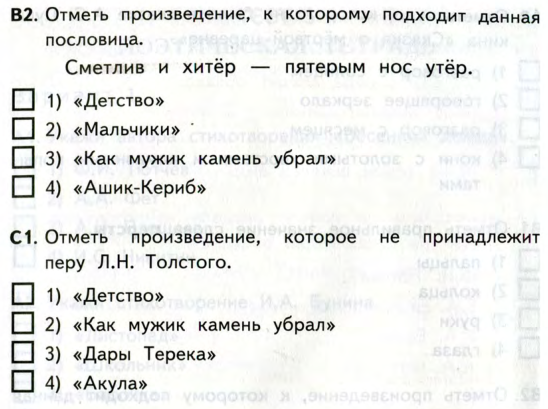 В2. Отметь произведение, к которому подходит данная
пословица.
Сметлив и хитёр — пятерым нос утёр.
1) «Детство»
2) «Мальчики»
3) «Как мужик камень убрал»
4) «Ашик-Кериб»
С1. Отметь произведение, которое не принадлежит
перу Л.Н. Толстого.
1) «Детство»
2) «Как мужик камень убрал»
3) «Дары Терека»
4) «Акула»